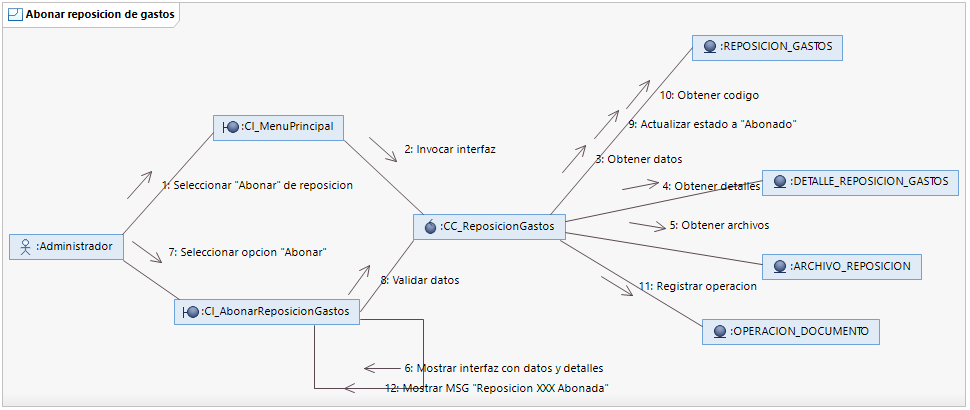 Abonar reposicion de gastos
:REPOSICION_GASTOS
10: Obtener codigo
:CI_MenuPrincipal
9: Actualizar estado a "Abonado"
2: Invocar interfaz
3: Obtener datos
1: Seleccionar "Abonar" de reposicion
4: Obtener detalles
:DETALLE_REPOSICION_GASTOS
:CC_ReposicionGastos
5: Obtener archivos
:Administrador
7: Seleccionar opcion "Abonar"
:ARCHIVO_REPOSICION
8: Validar datos
11: Registrar operacion
:CI_AbonarReposicionGastos
:OPERACION_DOCUMENTO
6: Mostrar interfaz con datos y detalles
12: Mostrar MSG "Reposicion XXX Abonada"